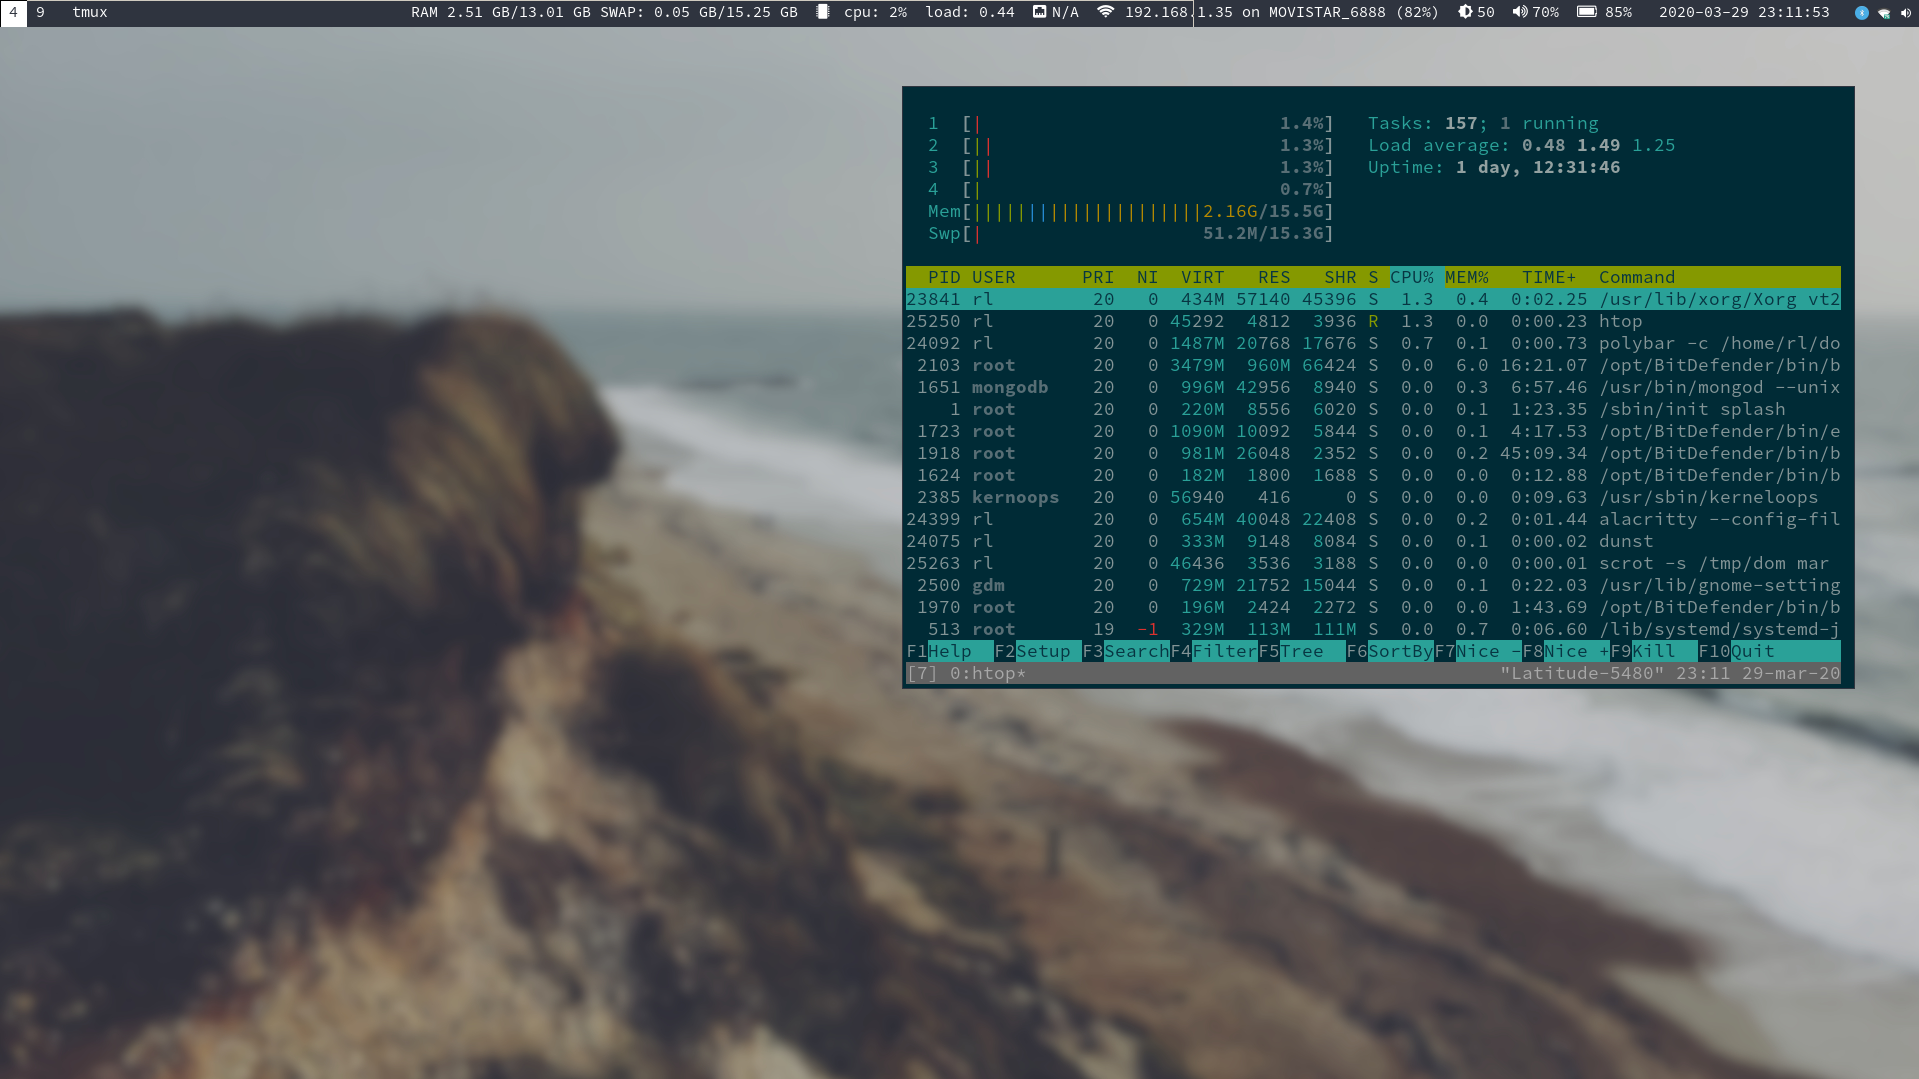 4 9 tmux RAM 2.51 GB/13.01 GB SWAP: 0.05 GB/15.25 GB cpu: 2% load: 0.44 N/A 192.168.1.35 on MOVISTAR_6888 (82%) 50 70% 85% 2020-03-29 23:11:53
1 [| 1.4%] Tasks: 157; 1 running
2 [|| 1.3%] Load average: 0.48 1.49 1.25
3 [|| 1.3%] Uptime: 1 day, 12:31:46
4 [| 0.7%]
Mem[|||||||||||||||||||||2.16G/15.5G]
Swp[| 51.2M/15.3G]
PID USER PRI NI VIRT RES SHR S CPU% MEM% TIME+ Command
23841 rl 20 0 434M 57140 45396 S 1.3 0.4 0:02.25 /usr/lib/xorg/Xorg vt2
25250 rl 20 0 45292 4812 3936 R 1.3 0.0 0:00.23 htop
24092 rl 20 0 1487M 20768 17676 S 0.7 0.1 0:00.73 polybar -c /home/rl/do
2103 root 20 0 3479M 960M 66424 S 0.0 6.0 16:21.07 /opt/BitDefender/bin/b
1651 mongodb 20 0 996M 42956 8940 S 0.0 0.3 6:57.46 /usr/bin/mongod --unix
1 root 20 0 220M 8556 6020 S 0.0 0.1 1:23.35 /sbin/init splash
1723 root 20 0 1090M 10092 5844 S 0.0 0.1 4:17.53 /opt/BitDefender/bin/e
1918 root 20 0 981M 26048 2352 S 0.0 0.2 45:09.34 /opt/BitDefender/bin/b
1624 root 20 0 182M 1800 1688 S 0.0 0.0 0:12.88 /opt/BitDefender/bin/b
2385 kernoops 20 0 56940 416 0 S 0.0 0.0 0:09.63 /usr/sbin/kerneloops
24399 rl 20 0 654M 40048 22408 S 0.0 0.2 0:01.44 alacritty --config-fil
24075 rl 20 0 333M 9148 8084 S 0.0 0.1 0:00.02 dunst
25263 rl 20 0 46436 3536 3188 S 0.0 0.0 0:00.01 scrot -s /tmp/dom mar
2500 gdm 20 0 729M 21752 15044 S 0.0 0.1 0:22.03 /usr/lib/gnome-setting
1970 root 20 0 196M 2424 2272 S 0.0 0.0 1:43.69 /opt/BitDefender/bin/b
513 root 19 -1 329M 113M 111M S 0.0 0.7 0:06.60 /lib/systemd/systemd-j
F1Help F2Setup F3SearchF4FilterF5Tree F6SortByF7Nice -F8Nice +F9Kill F10Quit
[7] 0:htop* "Latitude-5480" 23:11 29-mar-20